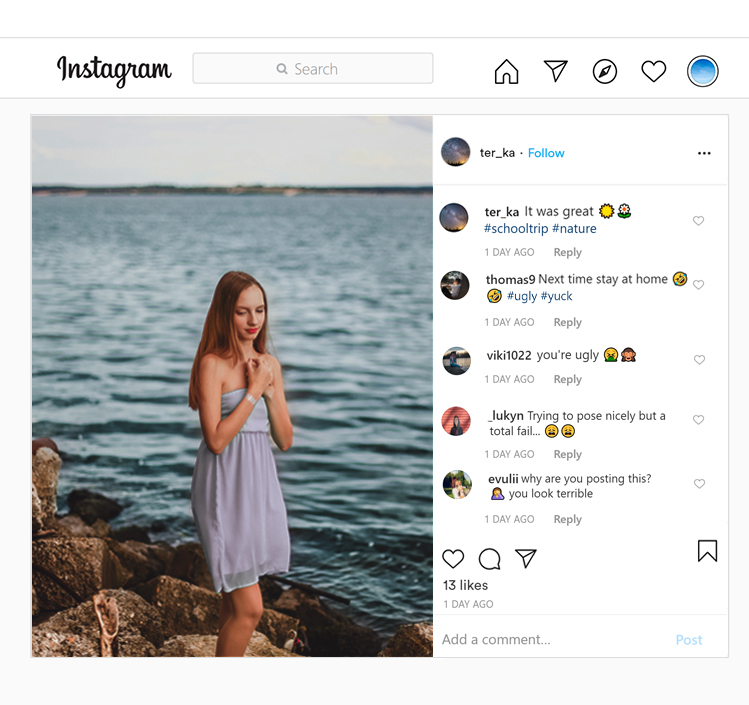 Instagram
Search
ter_ka · Follow
ter_ka It was great 🌞🌼
#schooltrip #nature
1 DAY AGO Reply
thomas9 Next time stay at home 🤣
🤣 #ugly #yuck
1 DAY AGO Reply
viki1022 you're ugly 🤮🙈
1 DAY AGO Reply
_lukyn Trying to pose nicely but a
total fail... 😩😩
1 DAY AGO Reply
evulii why are you posting this?
🤦‍♀️ you look terrible
1 DAY AGO Reply
13 likes
1 DAY AGO
Add a comment...
Post